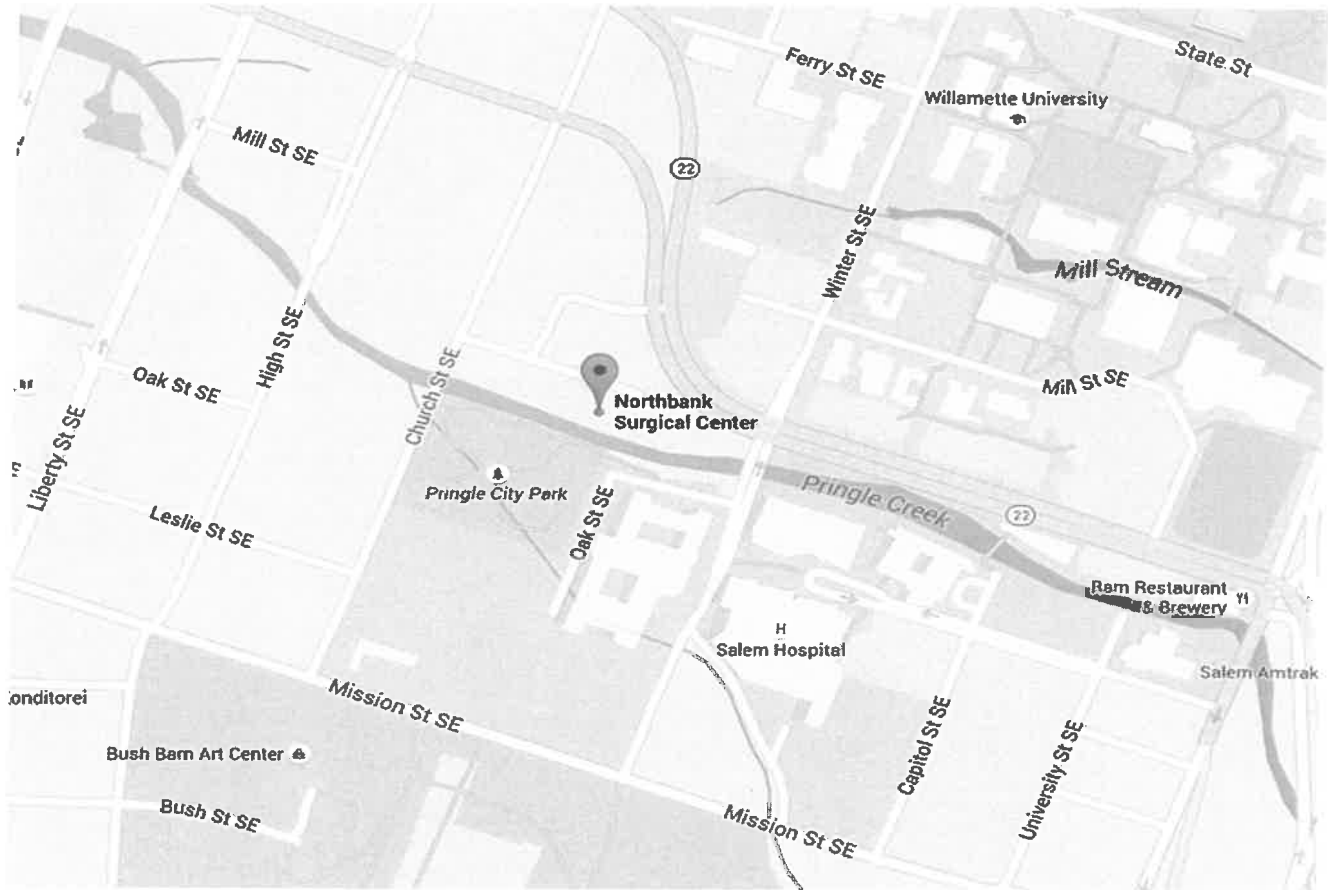 State St
Ferry St SE
Willamette University
Mill St SE
22
Winter St SE
Mill Stream
High St SE
Church St SE
Oak St SE
Mill St SE
Northbank
Surgical Center
Liberty St SE
Pringle City Park
Pringle Creek
22
Leslie St SE
Oak St SE
Ram Restaurant
& Brewery
H
Salem Hospital
Salem Amtrak
Konditorei
Mission St SE
Capitol St SE
University St SE
Bush Barn Art Center
Bush St SE
Mission St SE